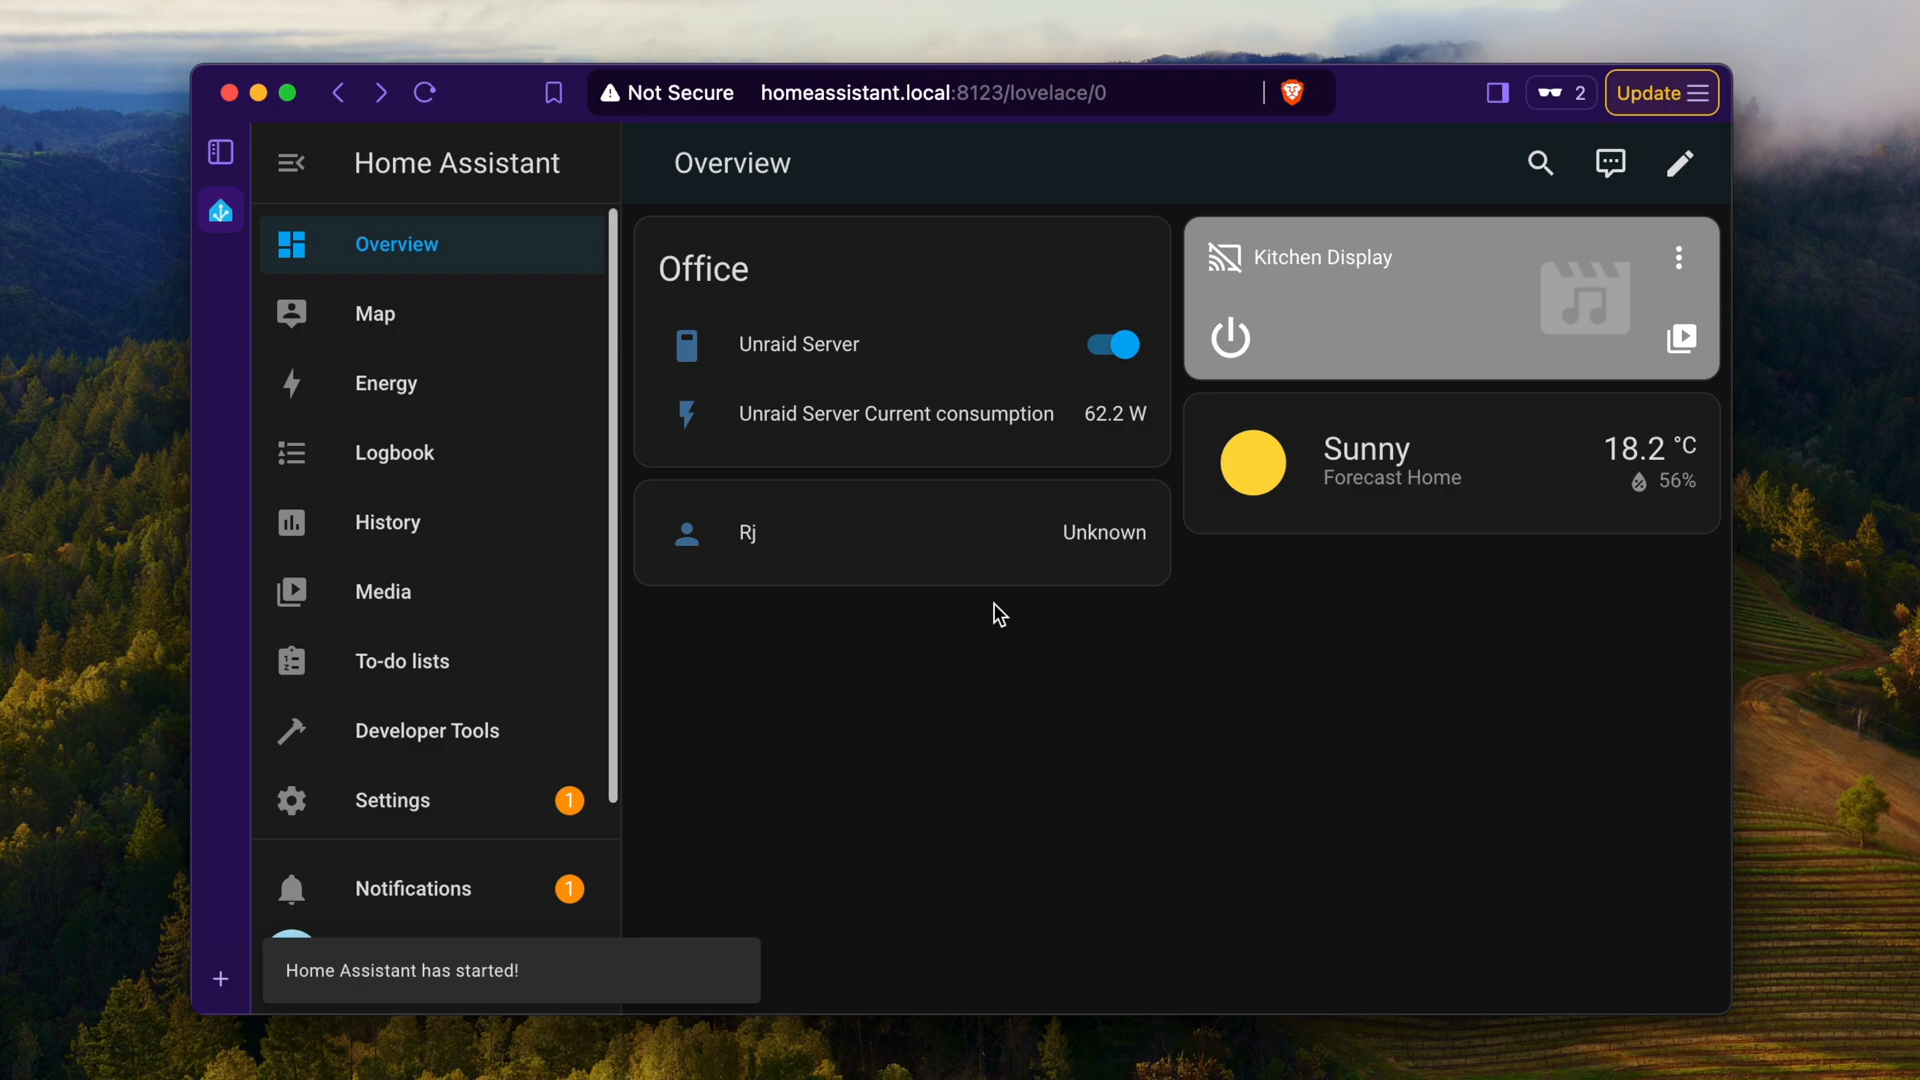 Not Secure homeassistant.local:8123/lovelace/0 2 Update
Home Assistant
Overview
Map
Energy
Logbook
History
Media
To-do lists
Developer Tools
Settings 1
Notifications 1
Home Assistant has started!
Overview
Office
Unraid Server
Unraid Server Current consumption 62.2 W
Rj Unknown
Kitchen Display
Sunny 18.2 °C
Forecast Home 56%